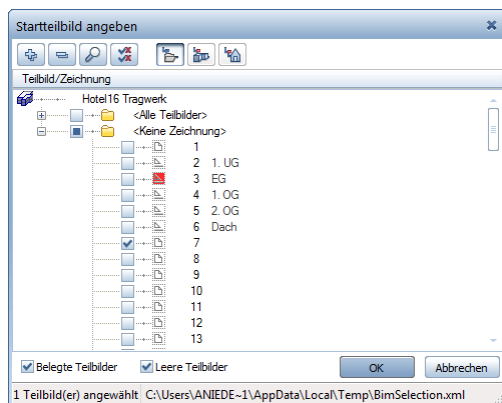 Startteilbild angeben
Teilbild/Zeichnung
Hotel16 Tragwerk
<Alle Teilbilder>
<Keine Zeichnung>
1
2 1. UG
3 EG
4 1. OG
5 2. OG
6 Dach
7
8
9
10
11
12
13
Belegte Teilbilder Leere Teilbilder OK Abbrechen
1 Teilbild(er) angewählt C:\Users\ANIEDE~1\AppData\Local\Temp\BimSelection.xml